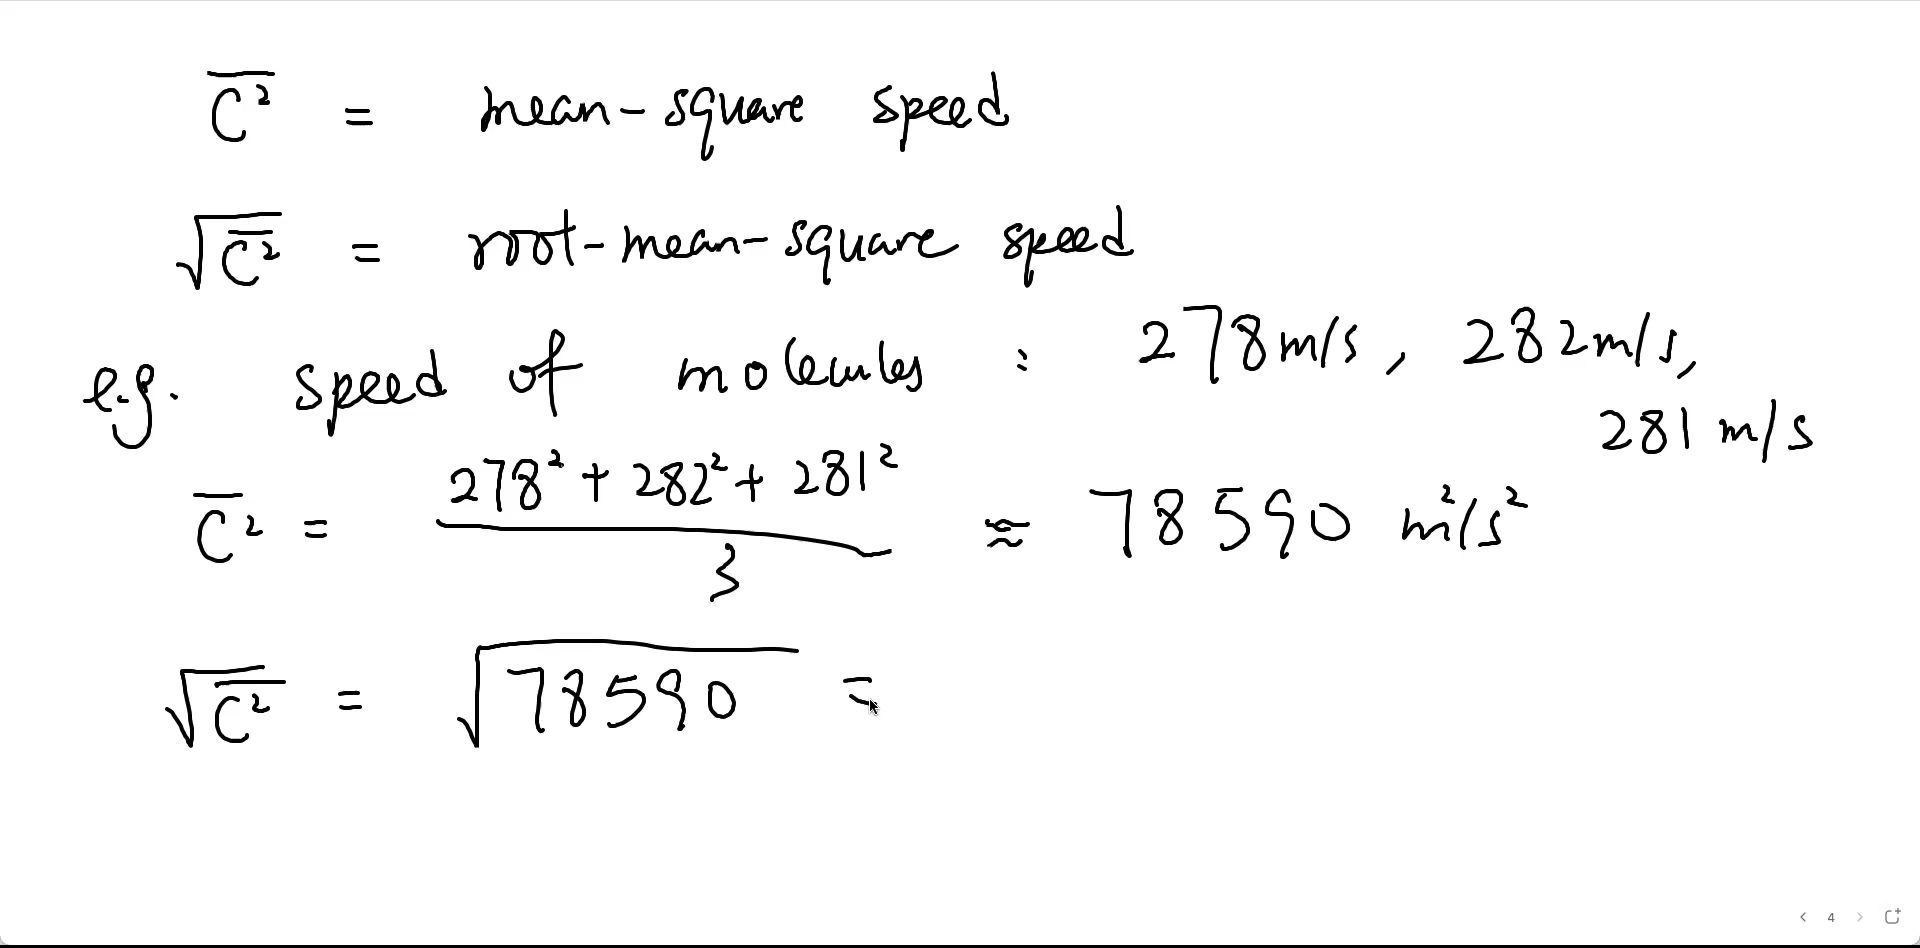 C̅² = mean-square speed
√C̅² = root-mean-square speed
e.g. speed of molecules : 278 m/s , 282 m/s,
281 m/s
C̅² = (278² + 282² + 281²)/3 ≈ 78590 m²/s²
√C̅² = √78590 =
4